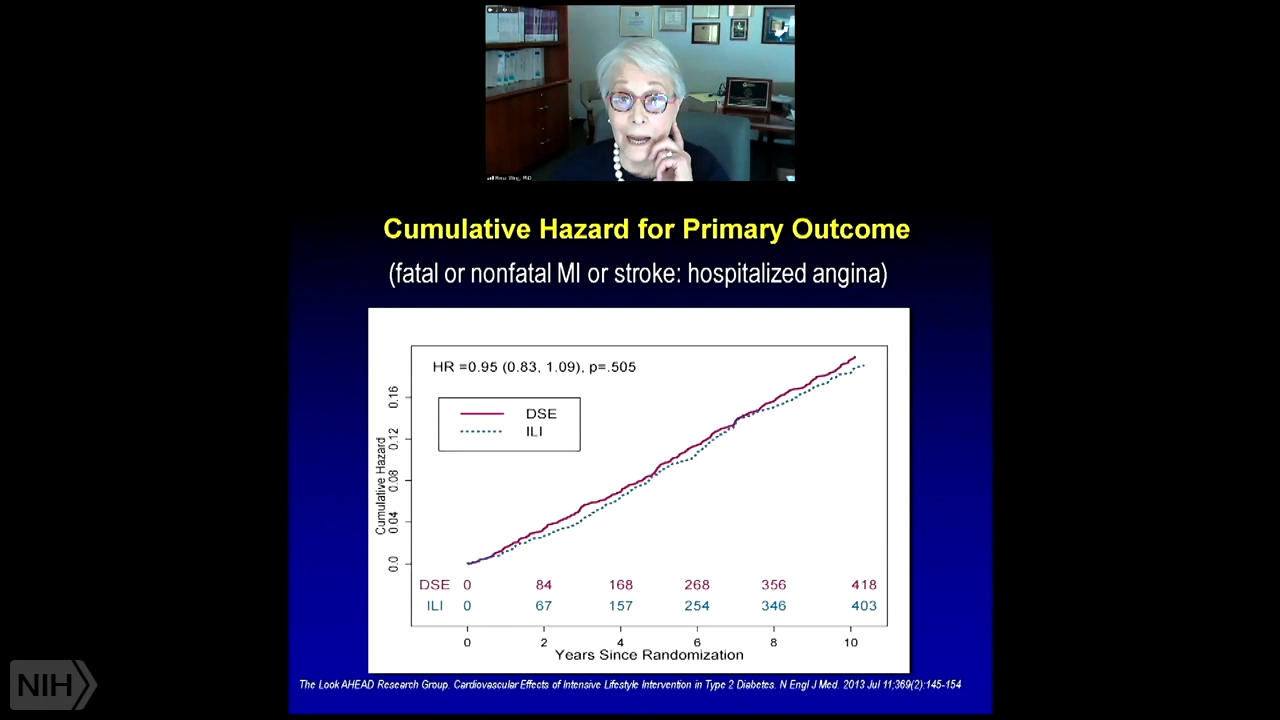 Rena Wing, PhD
Cumulative Hazard for Primary Outcome
(fatal or nonfatal MI or stroke: hospitalized angina)
HR =0.95 (0.83, 1.09), p=.505
DSE
ILI
Cumulative Hazard
0.16
0.12
0.08
0.04
0.0
DSE 0 84 168 268 356 418
ILI 0 67 157 254 346 403
0 2 4 6 8 10
Years Since Randomization
The Look AHEAD Research Group. Cardiovascular Effects of Intensive Lifestyle Intervention in Type 2 Diabetes. N Engl J Med. 2013 Jul 11;369(2):145-154
NIH